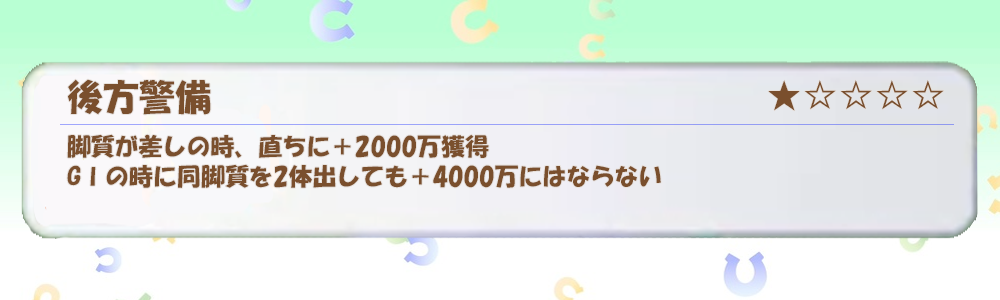 後方警備 ★☆☆☆☆
脚質が差しの時、直ちに＋2000万獲得
GⅠの時に同脚質を2体出しても＋4000万にはならない